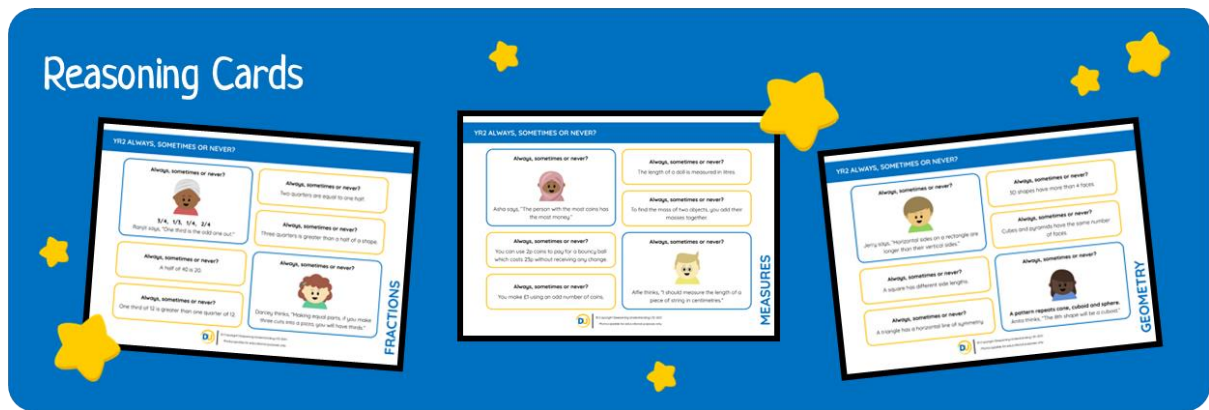 Reasoning Cards
YR2 ALWAYS, SOMETIMES OR NEVER?
Always, sometimes or never?
3/4, 1/3, 1/4, 2/4
Ranjit says, "One third is the odd one out."
Always, sometimes or never?
A half of 40 is 20.
Always, sometimes or never?
One third of 12 is greater than one quarter of 12.
Always, sometimes or never?
Two quarters are equal to one half.
Always, sometimes or never?
Three quarters is greater than a half of a shape.
Always, sometimes or never?
Danley thinks, "Making equal parts, if you make
three cuts into a pizza, you will have thirds."
FRACTIONS
YR2 ALWAYS, SOMETIMES OR NEVER?
Always, sometimes or never?
Asha says, "The person with the most coins has
the most money."
Always, sometimes or never?
You can use 2p coins to pay for a bouncy ball
which costs 25p without receiving any change.
Always, sometimes or never?
You make £1 using an odd number of coins.
Always, sometimes or never?
The length of a doll is measured in litres.
Always, sometimes or never?
To find the mass of two objects, you add their
masses together.
Always, sometimes or never?
Alfie thinks, "I should measure the length of a
piece of string in centimetres."
MEASURES
YR2 ALWAYS, SOMETIMES OR NEVER?
Always, sometimes or never?
Jerry says, "Horizontal sides on a rectangle are
longer than their vertical sides."
Always, sometimes or never?
A square has different side lengths.
Always, sometimes or never?
A triangle has a horizontal line of symmetry.
Always, sometimes or never?
3D shapes have more than 4 faces.
Always, sometimes or never?
Cubes and pyramids have the same number
of faces.
Always, sometimes or never?
A pattern repeats cone, cuboid and sphere.
thinks, "The 8th shape will be a cuboid."
GEOMETRY